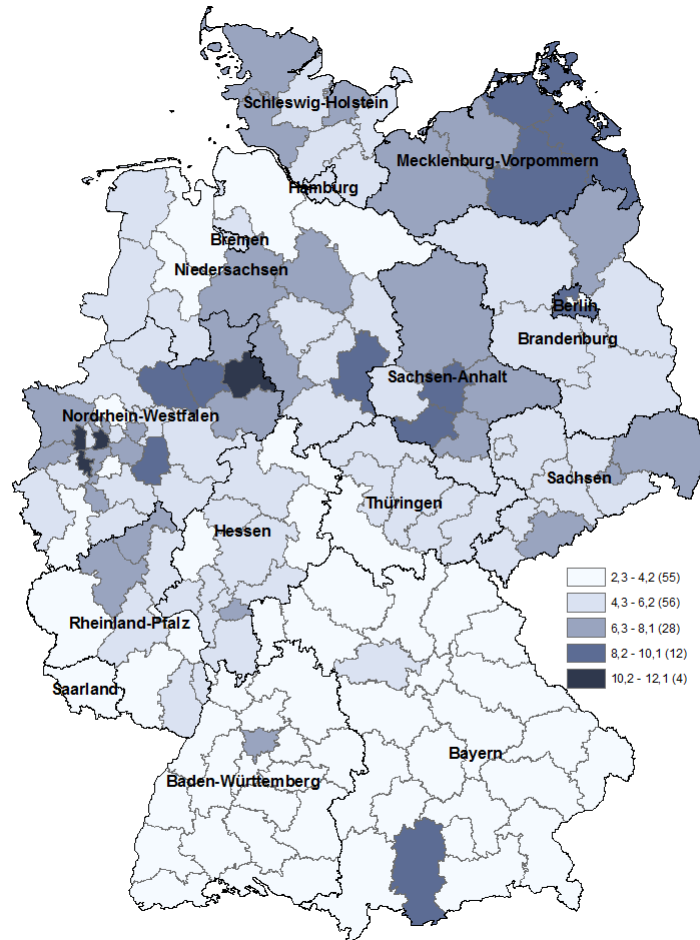 Schleswig-Holstein
Mecklenburg-Vorpommern
Hamburg
Bremen
Niedersachsen
Berlin
Brandenburg
Sachsen-Anhalt
Nordrhein-Westfalen
Sachsen
Thüringen
Hessen
Rheinland-Pfalz
Saarland
Bayern
Baden-Württemberg
2,3 - 4,2 (55)
4,3 - 6,2 (56)
6,3 - 8,1 (28)
8,2 - 10,1 (12)
10,2 - 12,1 (4)